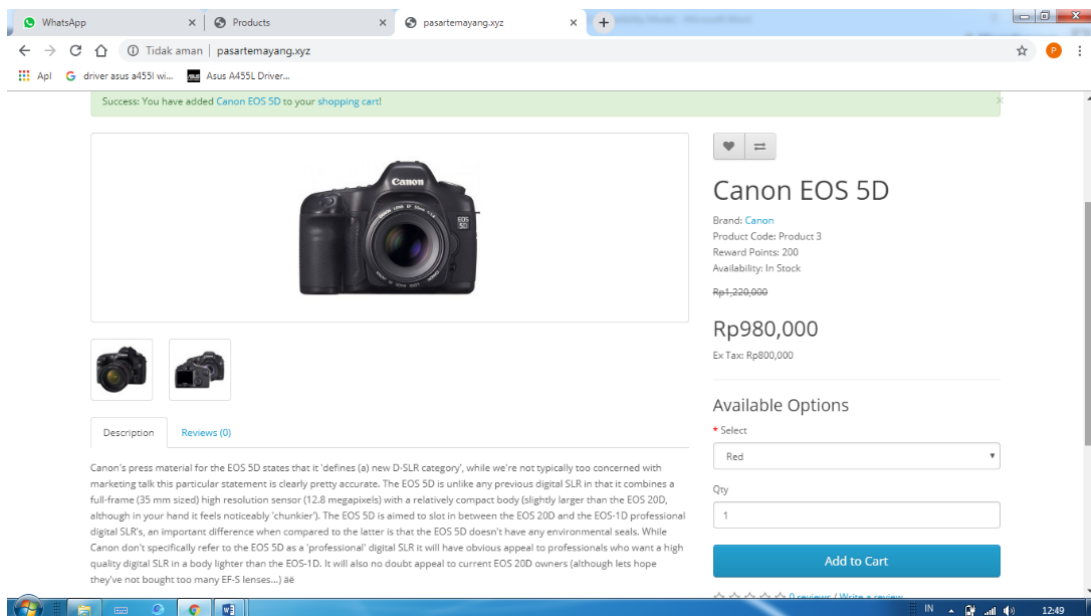 WhatsApp
Products
pasartemayang.xyz
Tidak aman | pasartemayang.xyz
P
Apl
driver asus a455l wi...
Asus A455L Driver...
Success: You have added Canon EOS 5D to your shopping cart!
Canon
EOS
5D
Canon EOS 5D
Brand: Canon
Product Code: Product 3
Reward Points: 200
Availability: In Stock
Rp1,220,000
Rp980,000
Ex Tax: Rp800,000
Available Options
* Select
Red
Qty
1
Add to Cart
0 reviews / Write a review
Description
Reviews (0)
Canon's press material for the EOS 5D states that it 'defines (a) new D-SLR category', while we're not typically too concerned with
marketing talk this particular statement is clearly pretty accurate. The EOS 5D is unlike any previous digital SLR in that it combines a
full-frame (35 mm sized) high resolution sensor (12.8 megapixels) with a relatively compact body (slightly larger than the EOS 20D,
although in your hand it feels noticeably 'chunkier'). The EOS 5D is aimed to slot in between the EOS 20D and the EOS-1D professional
digital SLR's, an important difference when compared to the latter is that the EOS 5D doesn't have any environmental seals. While
Canon don't specifically refer to the EOS 5D as a 'professional' digital SLR it will have obvious appeal to professionals who want a high
quality digital SLR in a body lighter than the EOS-1D. It will also no doubt appeal to current EOS 20D owners (although lets hope
they've not bought too many EF-S lenses...) äë
IN
12:49